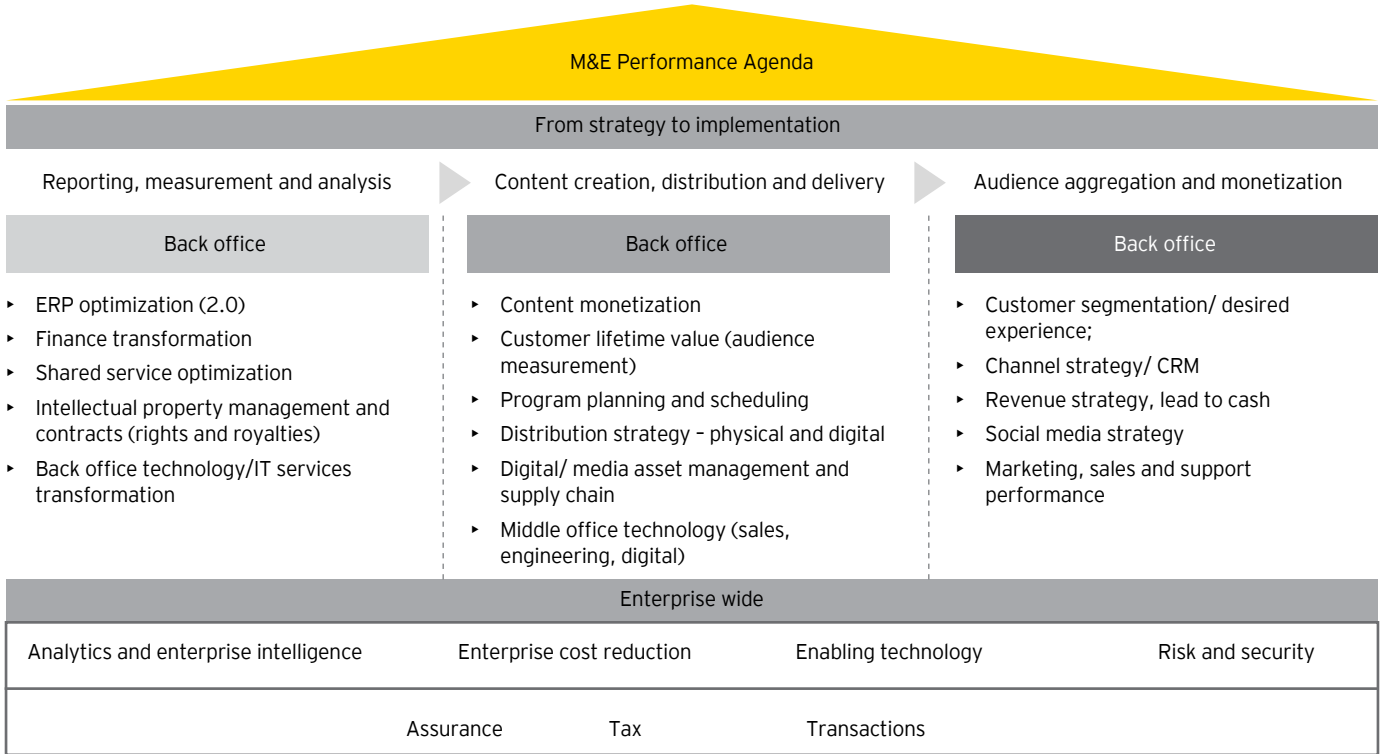 M&E Performance Agenda
From strategy to implementation
Reporting, measurement and analysis
Content creation, distribution and delivery
Audience aggregation and monetization
Back office
Back office
Back office
‣ ERP optimization (2.0)
‣ Finance transformation
‣ Shared service optimization
‣ Intellectual property management and
contracts (rights and royalties)
‣ Back office technology/IT services
transformation
‣ Content monetization
‣ Customer lifetime value (audience
measurement)
‣ Program planning and scheduling
‣ Distribution strategy – physical and digital
‣ Digital/ media asset management and
supply chain
‣ Middle office technology (sales,
engineering, digital)
‣ Customer segmentation/ desired
experience;
‣ Channel strategy/ CRM
‣ Revenue strategy, lead to cash
‣ Social media strategy
‣ Marketing, sales and support
performance
Enterprise wide
Analytics and enterprise intelligence
Enterprise cost reduction
Enabling technology
Risk and security
Assurance
Tax
Transactions